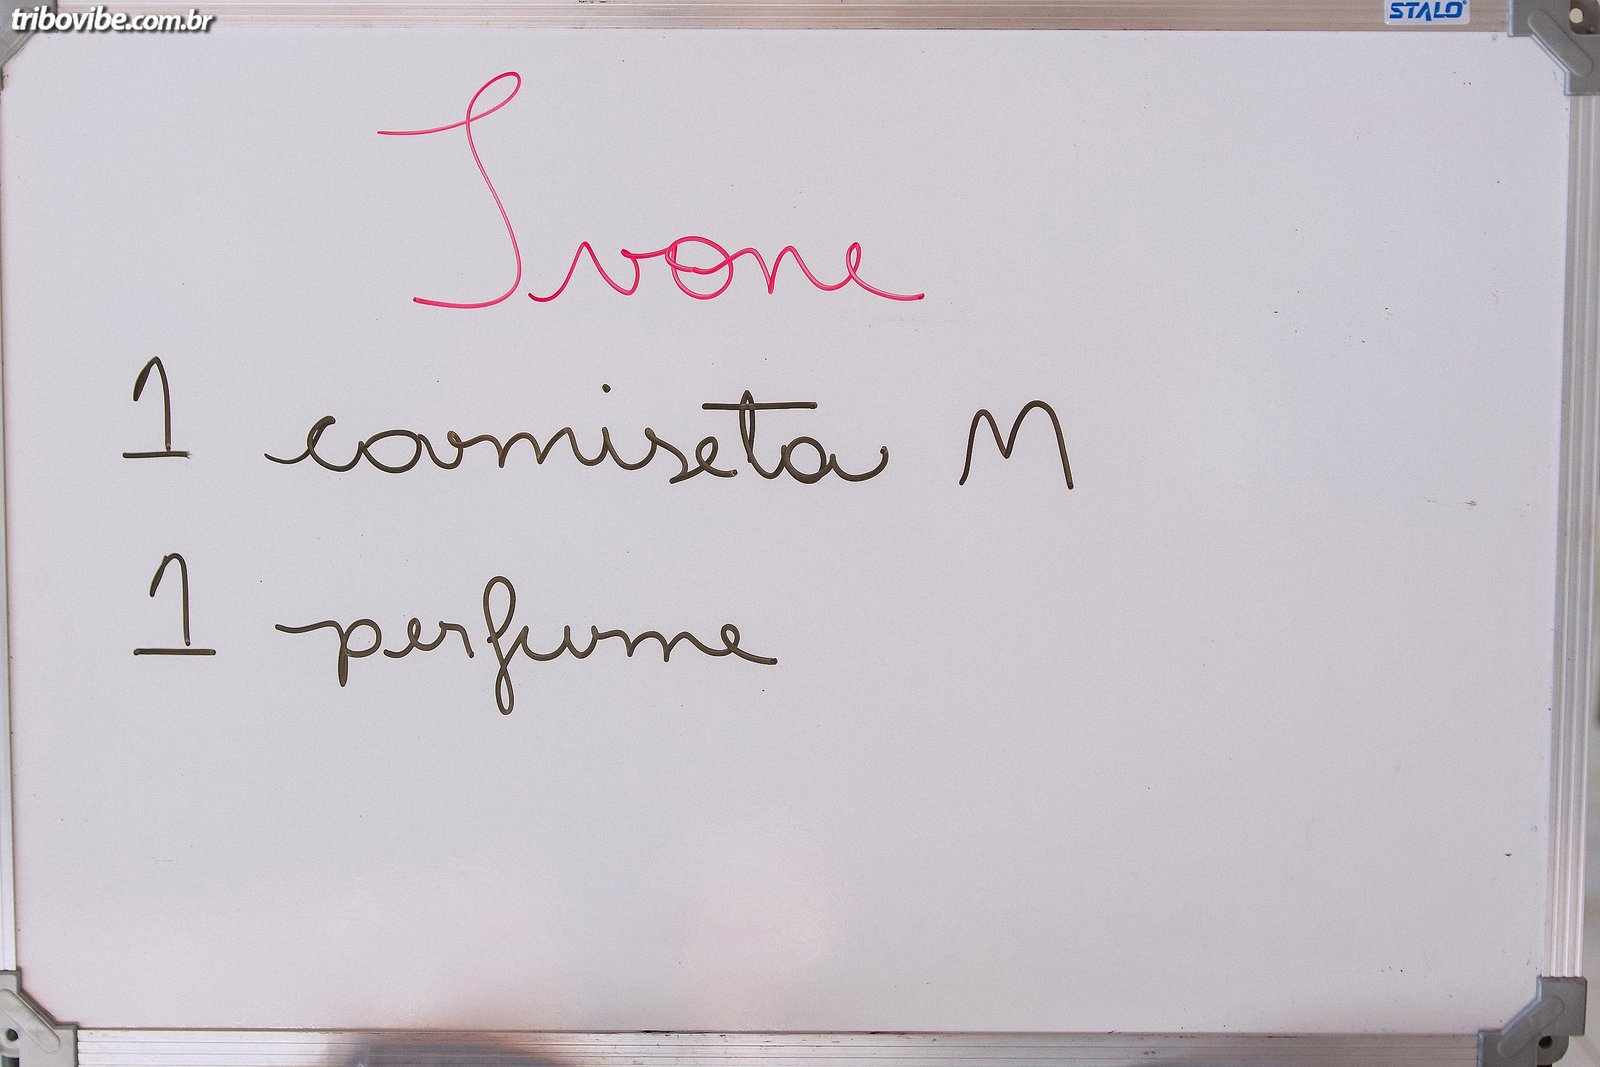 tribovibe.com.br
STALO
Ivone
1 camiseta M
1 perfume